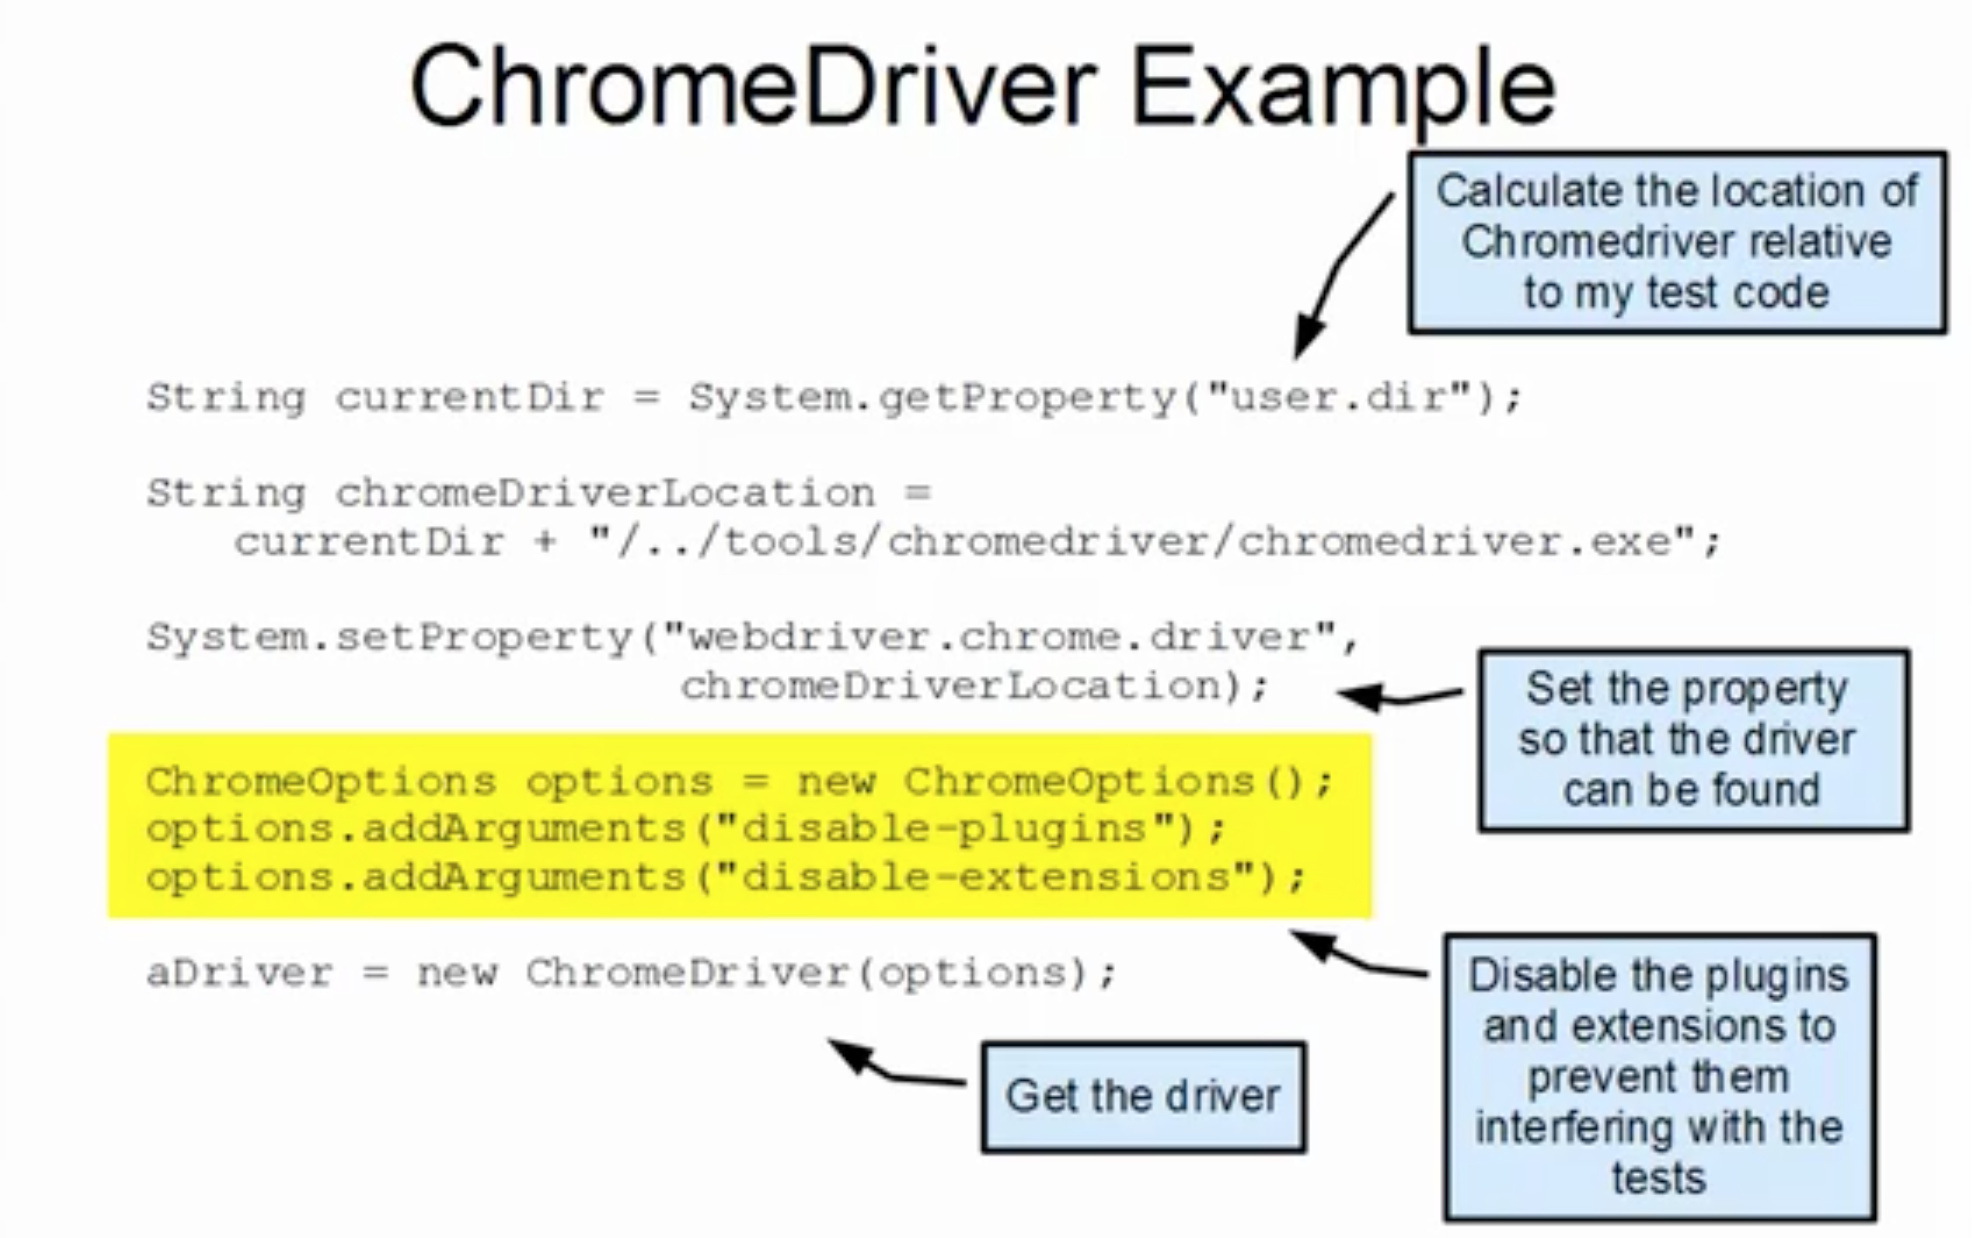 ChromeDriver Example
Calculate the location of
Chromedriver relative
to my test code
String currentDir = System.getProperty("user.dir");
String chromeDriverLocation =
currentDir + "/../tools/chromedriver/chromedriver.exe";
System.setProperty("webdriver.chrome.driver",
chromeDriverLocation);
Set the property
so that the driver
can be found
ChromeOptions options = new ChromeOptions();
options.addArguments("disable-plugins");
options.addArguments("disable-extensions");
Disable the plugins
and extensions to
prevent them
interfering with the
tests
aDriver = new ChromeDriver(options);
Get the driver